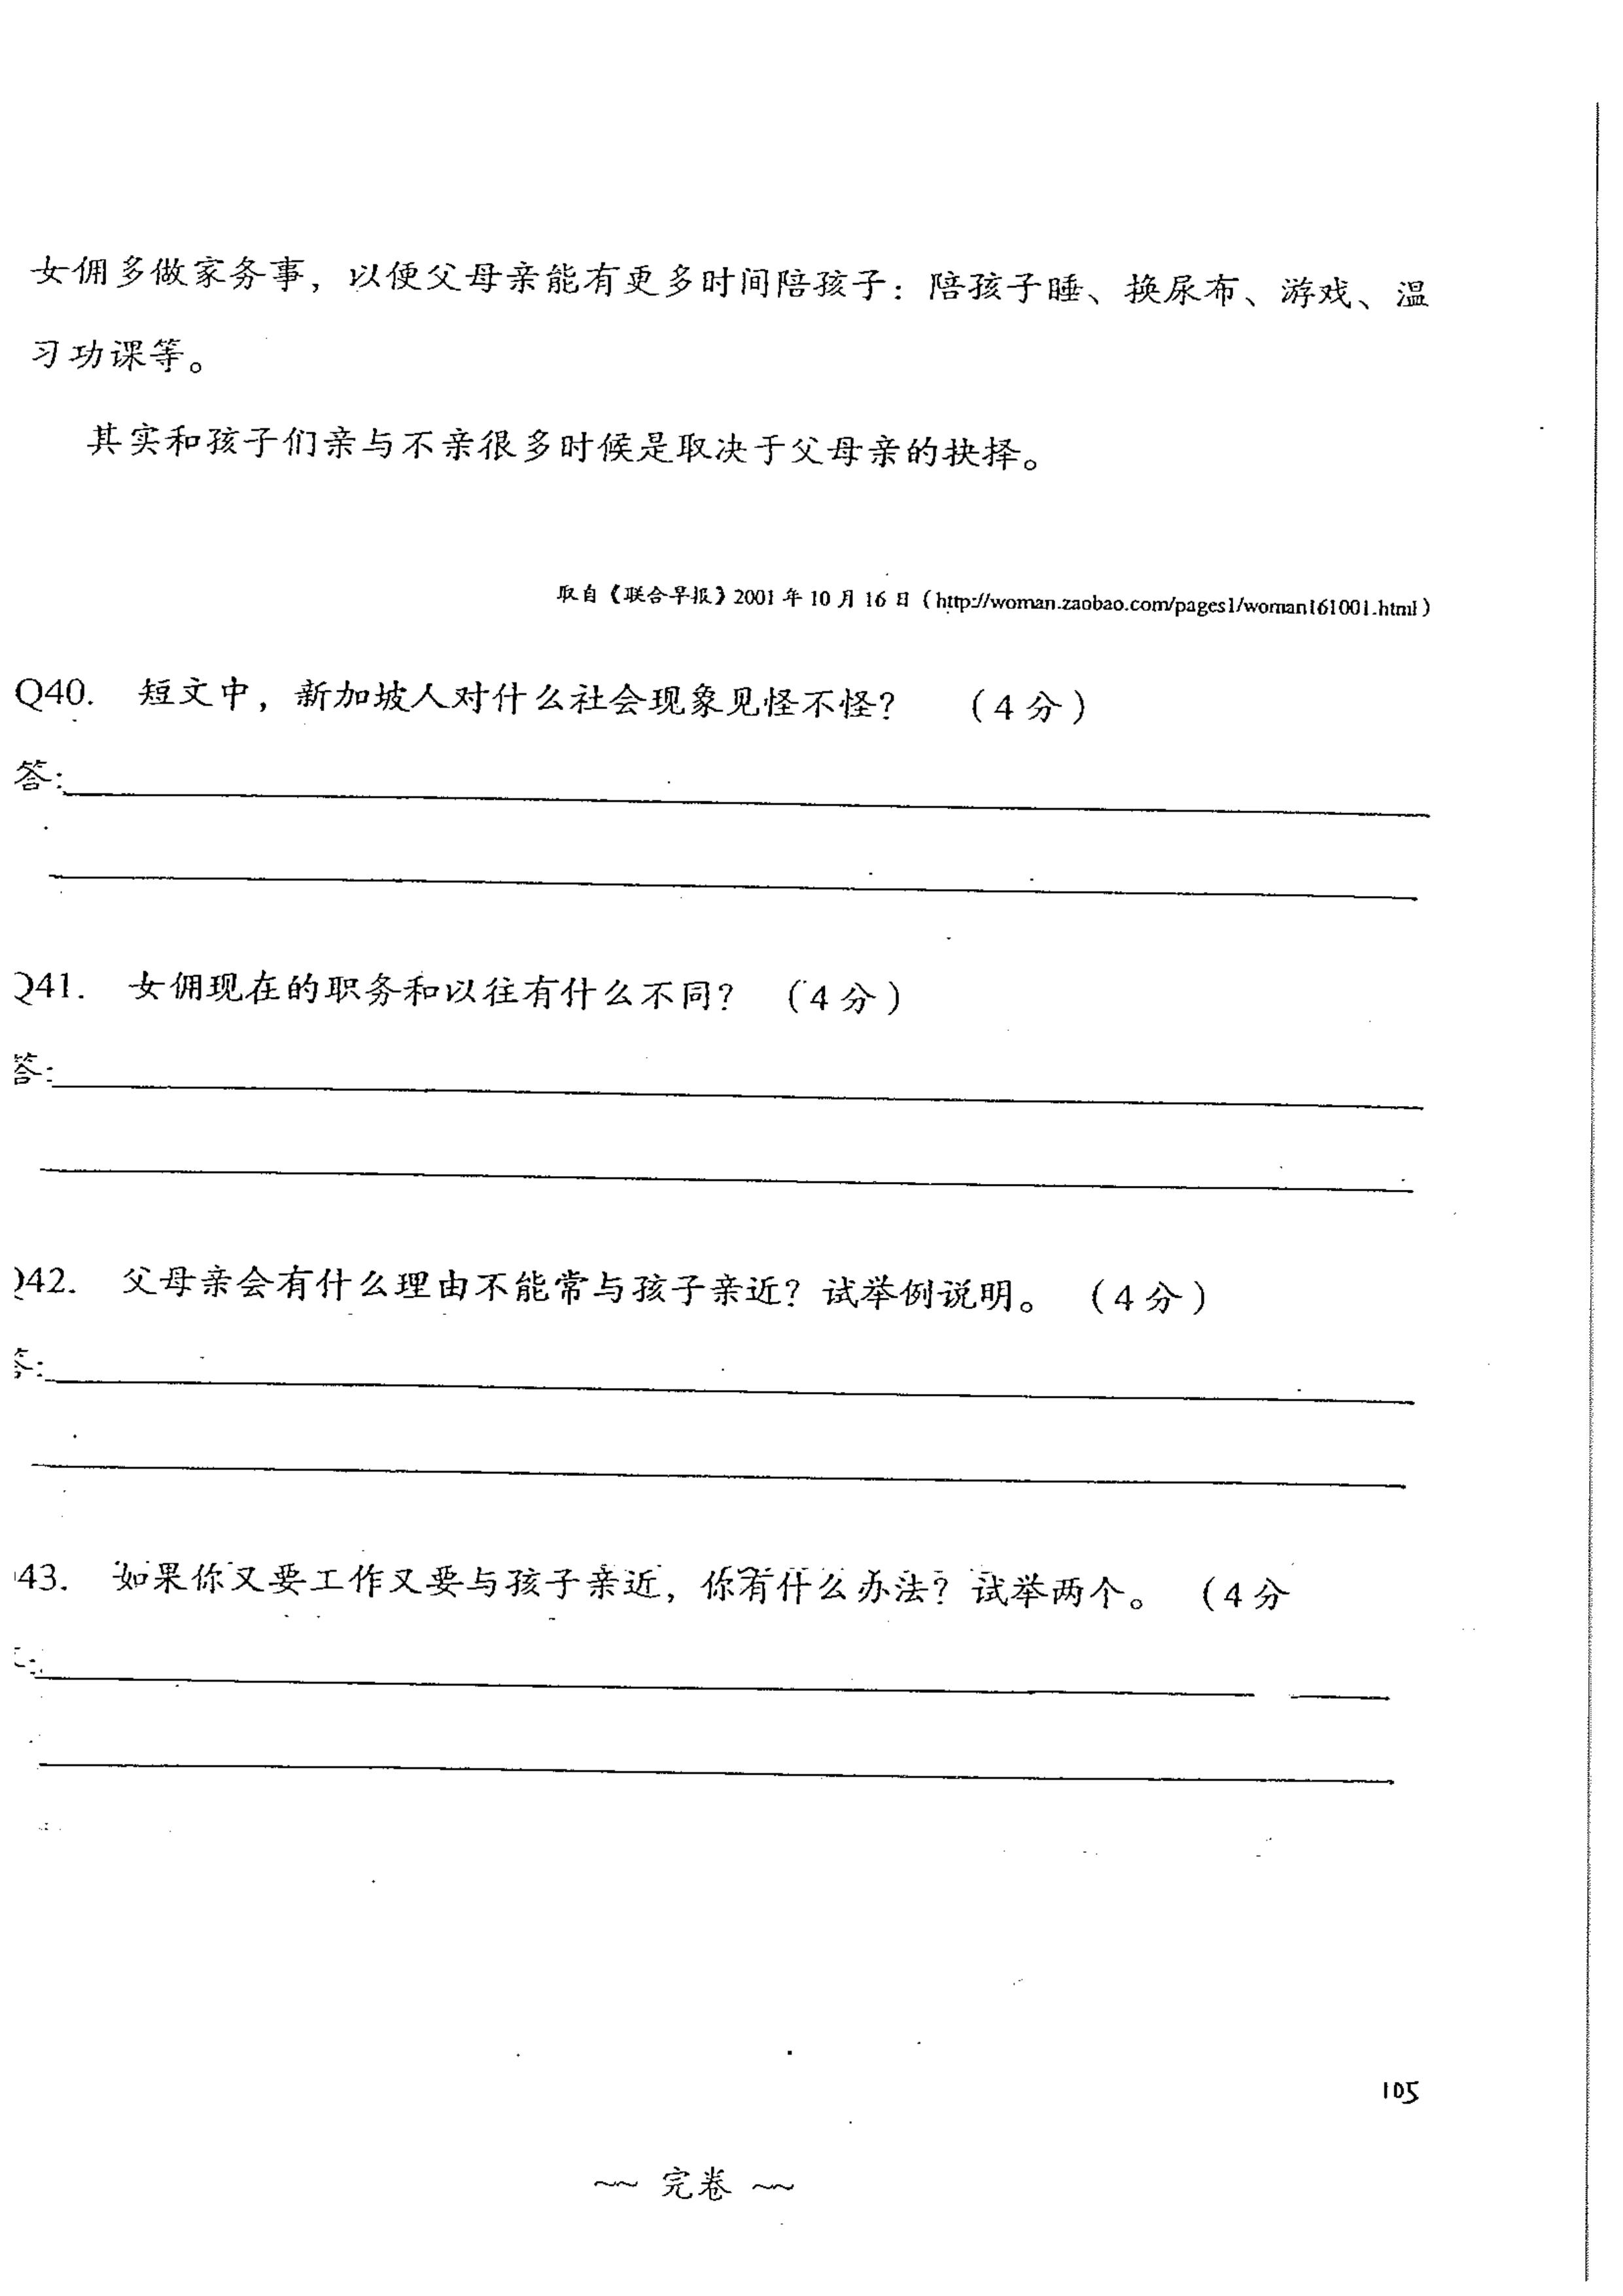 女佣多做家务事，以便父母亲能有更多时间陪孩子：陪孩子睡、换尿布、游戏、温
习功课等。
其实和孩子们亲与不亲很多时候是取决于父母亲的抉择。
取自《联合早报》2001 年 10 月 16 日（http://woman.zaobao.com/pages1/woman161001.html）
Q40. 短文中，新加坡人对什么社会现象见怪不怪？ （4 分）
答:
Q41. 女佣现在的职务和以往有什么不同？ （4 分）
答:
Q42. 父母亲会有什么理由不能常与孩子亲近？试举例说明。 （4 分）
答:
43. 如果你又要工作又要与孩子亲近，你有什么办法？试举两个。 （4 分
105
~~ 完卷 ~~